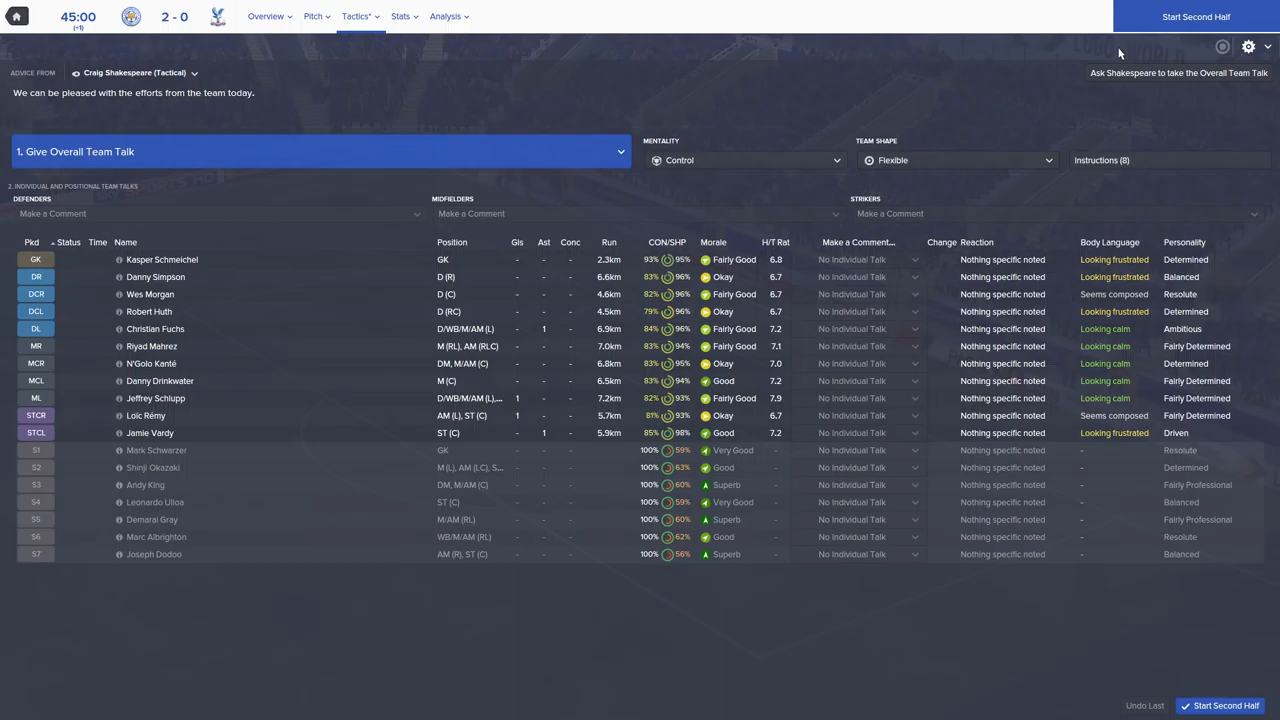 45:00 2 - 0 Overview Pitch Tactics* Stats Analysis Start Second Half
(+1)
ADVICE FROM Craig Shakespeare (Tactical) Ask Shakespeare to take the Overall Team Talk
We can be pleased with the efforts from the team today.
MENTALITY TEAM SHAPE
1. Give Overall Team Talk Control Flexible Instructions (8)
2. INDIVIDUAL AND POSITIONAL TEAM TALKS
DEFENDERS MIDFIELDERS STRIKERS
Make a Comment Make a Comment Make a Comment
Pkd Status Time Name Position Gls Ast Conc Run CON/SHP Morale H/T Rat Make a Comment... Change Reaction Body Language Personality
GK Kasper Schmeichel GK - - - 2.3km 93% 95% Fairly Good 6.8 No Individual Talk Nothing specific noted Looking frustrated Determined
DR Danny Simpson D (R) - - - 6.6km 83% 96% Okay 6.7 No Individual Talk Nothing specific noted Looking frustrated Balanced
DCR Wes Morgan D (C) - - - 4.6km 82% 96% Fairly Good 6.7 No Individual Talk Nothing specific noted Seems composed Resolute
DCL Robert Huth D (RC) - - - 4.5km 79% 96% Okay 6.7 No Individual Talk Nothing specific noted Looking frustrated Determined
DL Christian Fuchs D/WB/M/AM (L) - 1 - 6.9km 84% 96% Fairly Good 7.2 No Individual Talk Nothing specific noted Looking calm Ambitious
MR Riyad Mahrez M (RL), AM (RLC) - - - 7.0km 83% 94% Fairly Good 7.1 No Individual Talk Nothing specific noted Looking calm Fairly Determined
MCR N'Golo Kanté DM, M/AM (C) - - - 6.8km 83% 95% Okay 7.0 No Individual Talk Nothing specific noted Looking calm Determined
MCL Danny Drinkwater M (C) - - - 6.5km 83% 94% Good 7.2 No Individual Talk Nothing specific noted Looking calm Fairly Determined
ML Jeffrey Schlupp D/WB/M/AM (L),... 1 - - 7.2km 82% 93% Fairly Good 7.9 No Individual Talk Nothing specific noted Looking calm Fairly Determined
STCR Loïc Rémy AM (L), ST (C) 1 - - 5.7km 81% 93% Okay 6.7 No Individual Talk Nothing specific noted Seems composed Fairly Determined
STCL Jamie Vardy ST (C) - 1 - 5.9km 85% 98% Good 7.2 No Individual Talk Nothing specific noted Looking frustrated Driven
S1 Mark Schwarzer GK 100% 59% Very Good - No Individual Talk Nothing specific noted - Resolute
S2 Shinji Okazaki M (L), AM (LC), S... 100% 63% Good - No Individual Talk Nothing specific noted - Determined
S3 Andy King DM, M/AM (C) 100% 60% Superb - No Individual Talk Nothing specific noted - Fairly Professional
S4 Leonardo Ulloa ST (C) 100% 59% Very Good - No Individual Talk Nothing specific noted - Balanced
S5 Demarai Gray M/AM (RL) 100% 60% Superb - No Individual Talk Nothing specific noted - Fairly Professional
S6 Marc Albrighton WB/M/AM (RL) 100% 62% Good - No Individual Talk Nothing specific noted - Resolute
S7 Joseph Dodoo AM (R), ST (C) 100% 56% Superb - No Individual Talk Nothing specific noted - Balanced
Undo Last Start Second Half